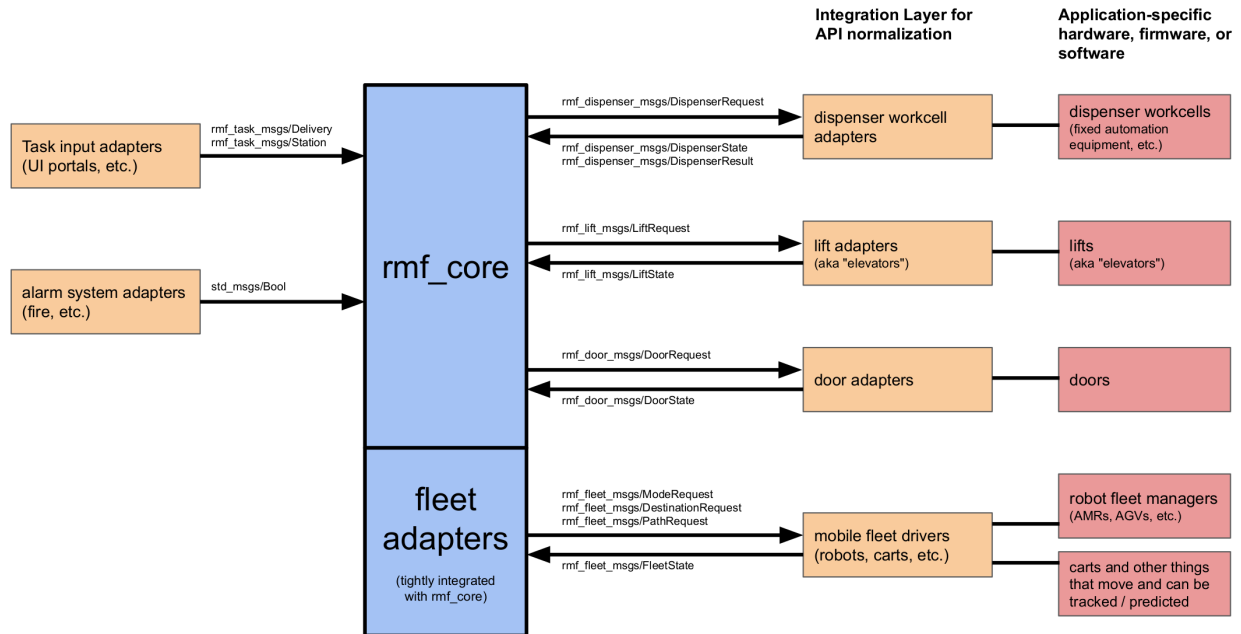 Integration Layer for
API normalization
Application-specific
hardware, firmware, or
software
Task input adapters
(UI portals, etc.)
rmf_task_msgs/Delivery
rmf_task_msgs/Station
alarm system adapters
(fire, etc.)
std_msgs/Bool
rmf_core
fleet
adapters
(tightly integrated
with rmf_core)
rmf_dispenser_msgs/DispenserRequest
rmf_dispenser_msgs/DispenserState
rmf_dispenser_msgs/DispenserResult
dispenser workcell
adapters
dispenser workcells
(fixed automation
equipment, etc.)
rmf_lift_msgs/LiftRequest
rmf_lift_msgs/LiftState
lift adapters
(aka "elevators")
lifts
(aka "elevators")
rmf_door_msgs/DoorRequest
rmf_door_msgs/DoorState
door adapters
doors
rmf_fleet_msgs/ModeRequest
rmf_fleet_msgs/DestinationRequest
rmf_fleet_msgs/PathRequest
rmf_fleet_msgs/FleetState
mobile fleet drivers
(robots, carts, etc.)
robot fleet managers
(AMRs, AGVs, etc.)
carts and other things
that move and can be
tracked / predicted